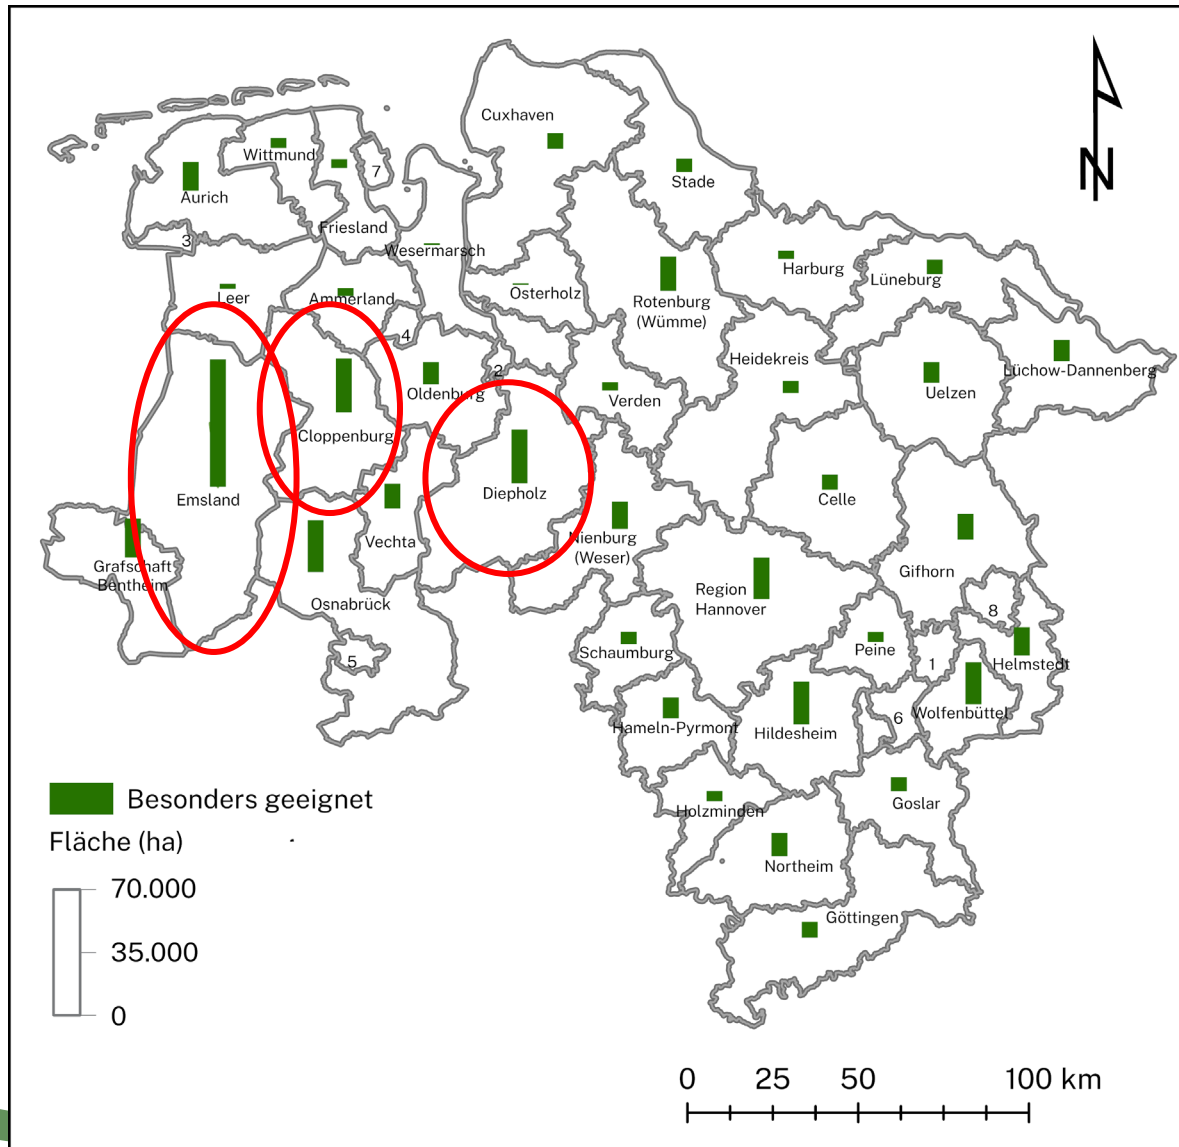 Cuxhaven
Wittmund
7
Stade
Aurich
Friesland
3
Wesermarsch
Harburg
Lüneburg
Leer
Ammerland
Osterholz
Rotenburg
(Wümme)
4
Heidekreis
2
Lüchow-Dannenberg
Oldenburg
Verden
Uelzen
Cloppenburg
Emsland
Diepholz
Celle
Vechta
Nienburg
(Weser)
Grafschaft
Bentheim
Gifhorn
Region
Hannover
Osnabrück
8
Schaumburg
Peine
5
1
Helmstedt
Wolfenbüttel
6
Hameln-Pyrmont
Hildesheim
Holzminden
Goslar
Northeim
Göttingen
N
Besonders geeignet
Fläche (ha)
70.000
35.000
0
0 25 50 100 km